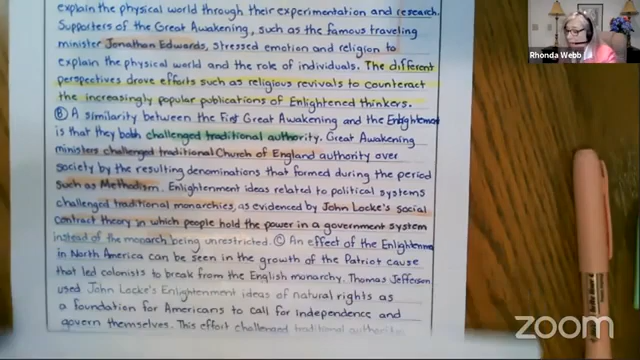 explain the physical world through their experimentation and research.
Supporters of the Great Awakening, such as the famous traveling
minister Jonathan Edwards, stressed emotion and religion to
explain the physical world and the role of individuals. The different
perspectives drove efforts such as religious revivals to counteract
the increasingly popular publications of Enlightened thinkers.
Ⓑ A similarity between the First Great Awakening and the Enlightenment
is that they both challenged traditional authority. Great Awakening
ministers challenged traditional Church of England authority over
society by the resulting denominations that formed during the period
such as Methodism. Enlightenment ideas related to political systems
challenged traditional monarchies, as evidenced by John Locke's social
contract theory in which people hold the power in a government system
instead of the monarch being unrestricted. Ⓒ An effect of the Enlightenme
in North America can be seen in the growth of the Patriot cause
that led colonists to break from the English monarchy. Thomas Jefferson
used John Locke's Enlightenment ideas of natural rights as
a foundation for Americans to call for independence and
govern themselves. This effort challenged traditional authority
Rhonda Webb
zoom